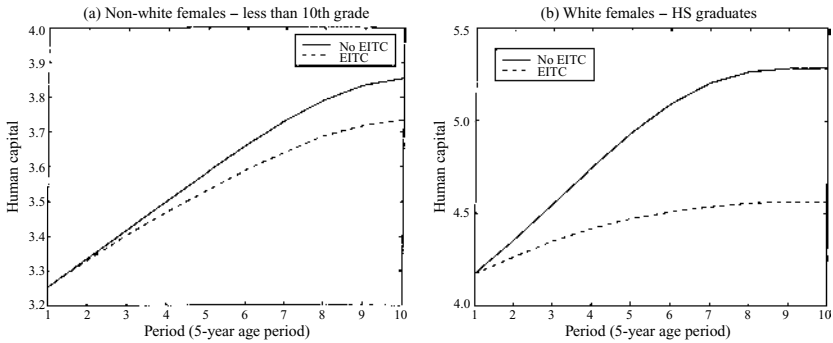 (a) Non-white females – less than 10th grade
4.0
3.9
3.8
3.7
3.6
3.5
3.4
3.3
3.2
Human capital
No EITC
EITC
1 2 3 4 5 6 7 8 9 10
Period (5-year age period)
(b) White females – HS graduates
5.5
5.0
4.5
4.0
Human capital
No EITC
EITC
1 2 3 4 5 6 7 8 9 10
Period (5-year age period)